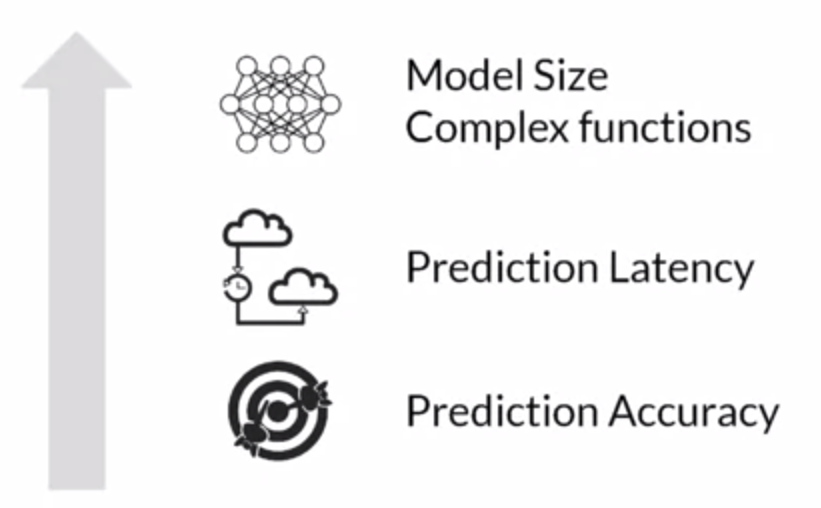 Model Size
Complex functions
Prediction Latency
Prediction Accuracy